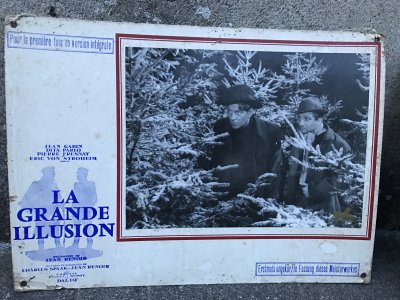 Pour la première fois en version intégrale
JEAN GABIN
DITA PARLO
PIERRE FRESNAY
ERIC VON STROHEIM
LA
GRANDE
ILLUSION
JEAN RENOIR
CHARLES SPAAK - JEAN RENOIR
DALIO
Erstmals ungekürzte Fassung dieses Meisterwerkes